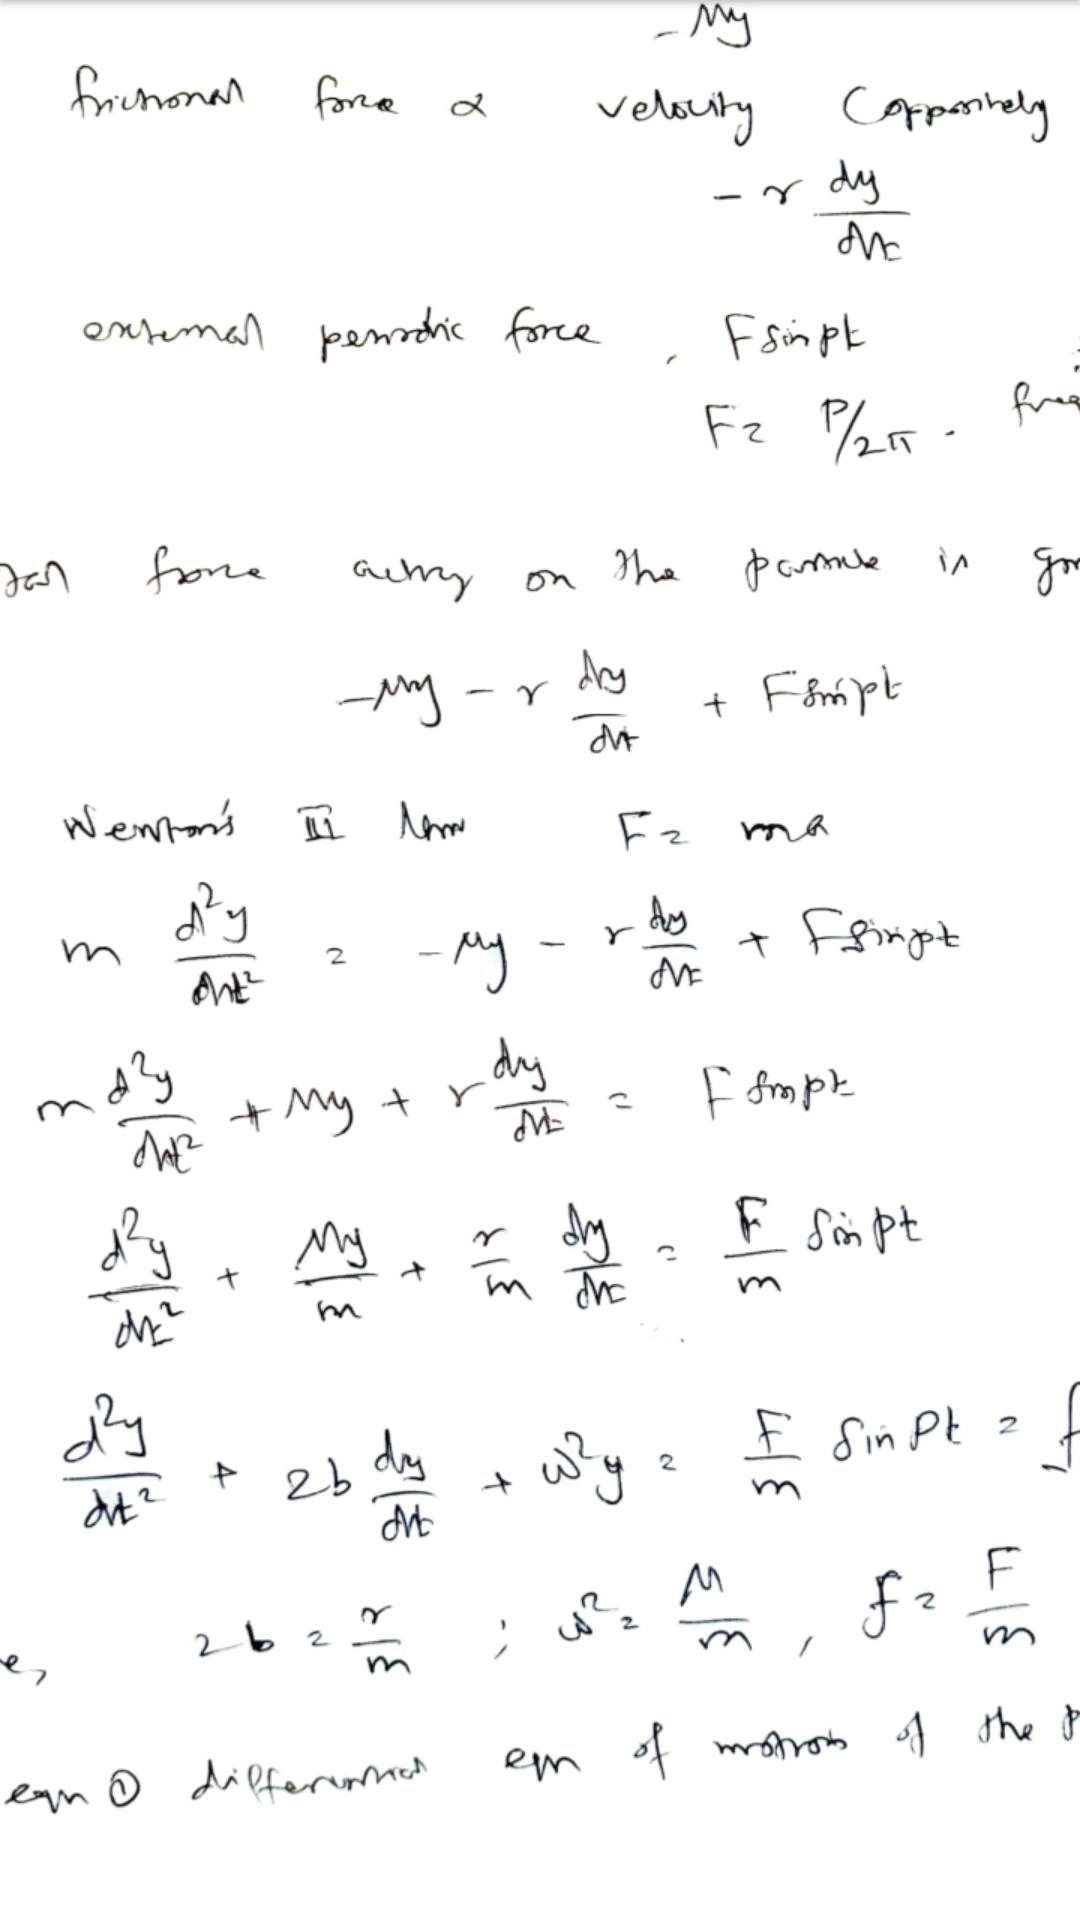 -μy
frictional force α velocity (oppositely
- r dy/dt
external periodic force, F sin pt
F = P/2π . freq
force acting on the particle is
-μy - r dy/dt + F sin pt
Newton's III law F = ma
m d²y/dt² = -μy - r dy/dt + F sin pt
m d²y/dt² + μy + r dy/dt = F sin pt
d²y/dt² + μy/m + r/m dy/dt = F/m sin pt
d²y/dt² + 2b dy/dt + ω²y = F/m sin Pt = f
2b = r/m ; ω² = μ/m , f = F/m
eqn ① differential eqn of motion of the p